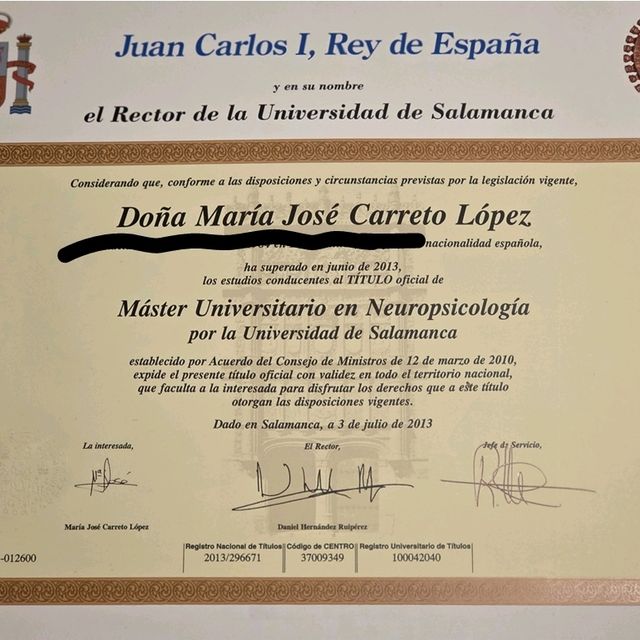 Juan Carlos I, Rey de España
y en su nombre
el Rector de la Universidad de Salamanca
Considerando que, conforme a las disposiciones y circunstancias previstas por la legislación vigente,
Doña María José Carreto López
nacionalidad española,
ha superado en junio de 2013,
los estudios conducentes al TÍTULO oficial de
Máster Universitario en Neuropsicología
por la Universidad de Salamanca
establecido por Acuerdo del Consejo de Ministros de 12 de marzo de 2010,
expide el presente título oficial con validez en todo el territorio nacional,
que faculta a la interesada para disfrutar los derechos que a este título
otorgan las disposiciones vigentes.
Dado en Salamanca, a 3 de julio de 2013
La interesada, El Rector, Jefe de Servicio,
Mª José
María José Carreto López Daniel Hernández Ruipérez
-012600
Registro Nacional de Títulos Código de CENTRO Registro Universitario de Títulos
2013/296671 37009349 100042040